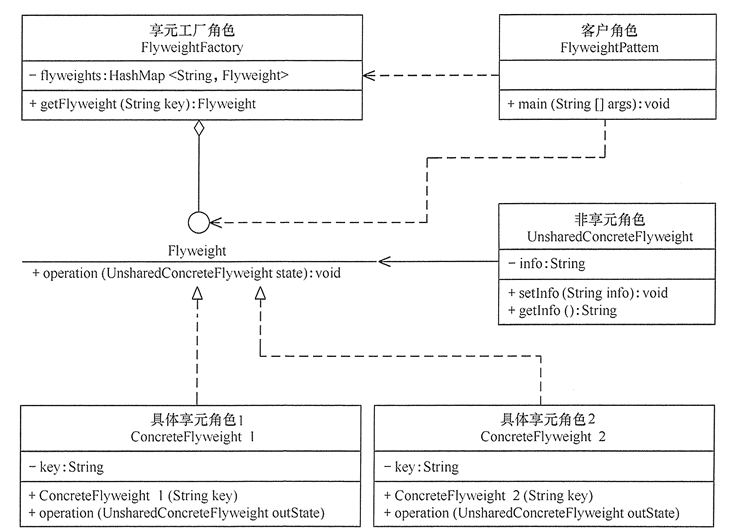 享元工厂角色
FlyweightFactory
- flyweights:HashMap <String, Flyweight>
+ getFlyweight (String key):Flyweight
客户角色
FlyweightPattem
+ main (String [] args):void
Flyweight
+ operation (UnsharedConcreteFlyweight state):void
非享元角色
UnsharedConcreteFlyweight
- info:String
+ setInfo (String info):void
+ getInfo ():String
具体享元角色1
ConcreteFlyweight 1
- key:String
+ ConcreteFlyweight 1 (String key)
+ operation (UnsharedConcreteFlyweight outState)
具体享元角色2
ConcreteFlyweight 2
- key:String
+ ConcreteFlyweight 2 (String key)
+ operation (UnsharedConcreteFlyweight outState)